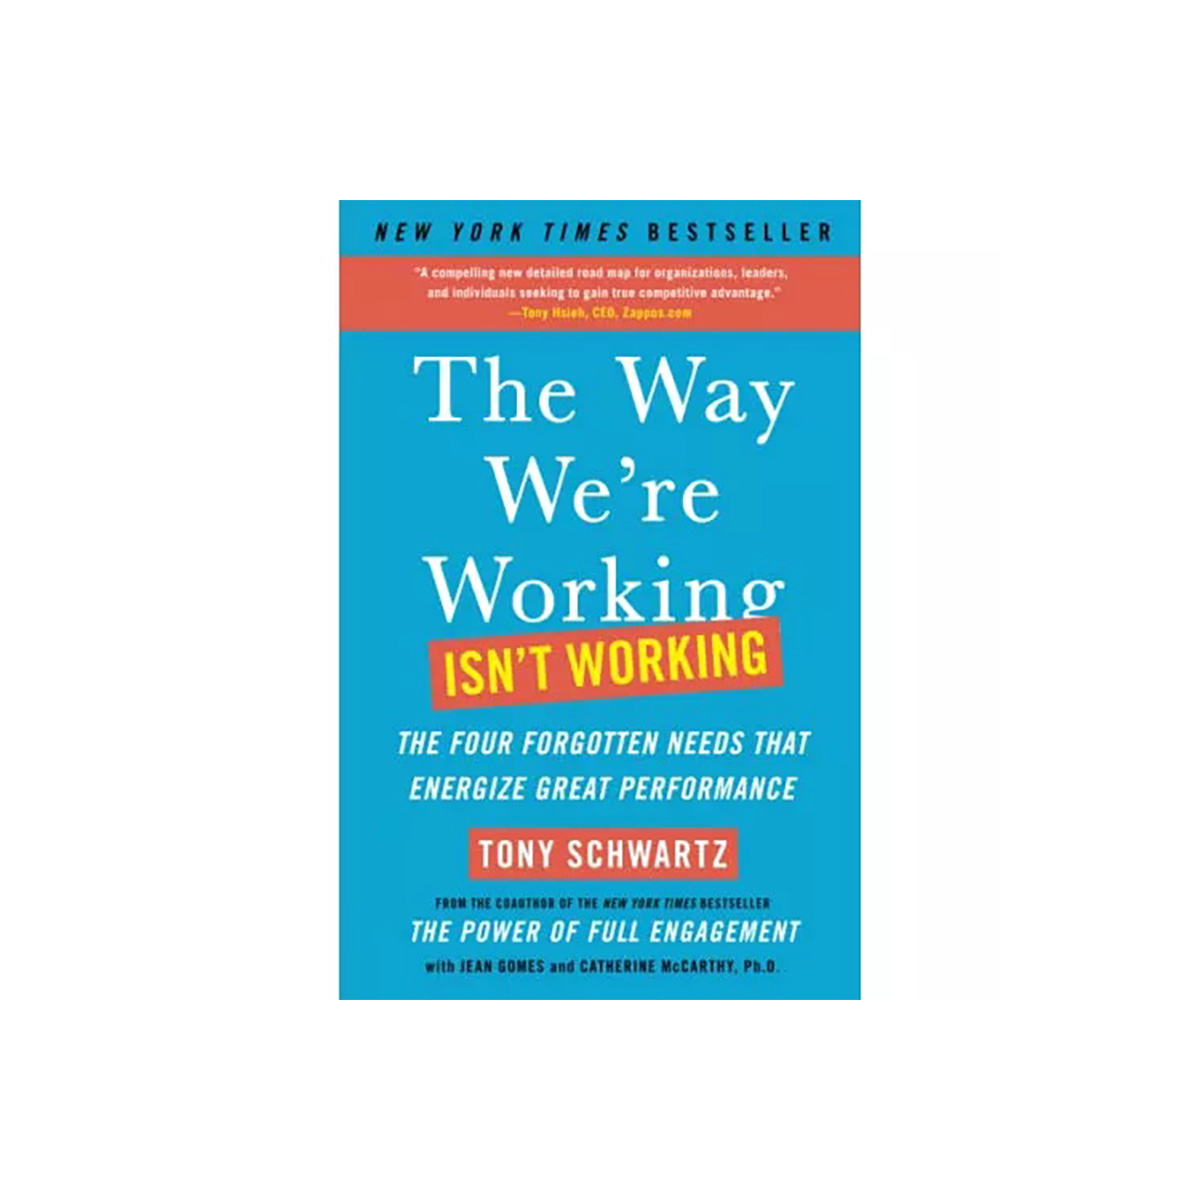 NEW YORK TIMES BESTSELLER
"A compelling new detailed road map for organizations, leaders,
and individuals seeking to gain true competitive advantage."
—Tony Hsieh, CEO, Zappos.com
The Way
We're
Working
ISN'T WORKING
THE FOUR FORGOTTEN NEEDS THAT
ENERGIZE GREAT PERFORMANCE
TONY SCHWARTZ
FROM THE COAUTHOR OF THE NEW YORK TIMES BESTSELLER
THE POWER OF FULL ENGAGEMENT
with JEAN GOMES and CATHERINE McCARTHY, Ph.D.